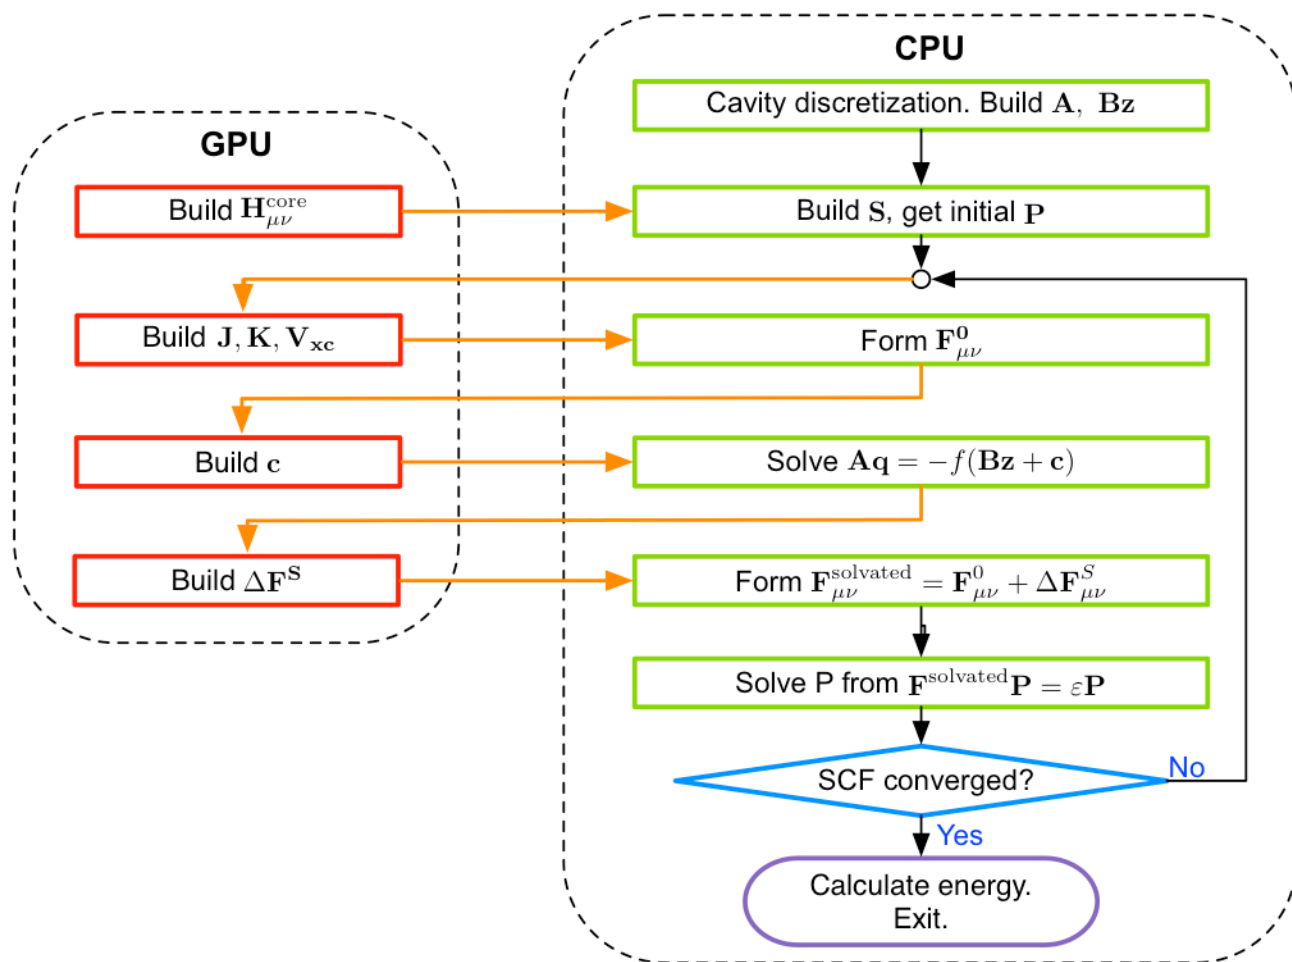 CPU
Cavity discretization. Build A, Bz
GPU
Build H^core_μν
Build S, get initial P
Build J, K, V_xc
Form F^0_μν
Build c
Solve Aq = −f(Bz + c)
Build ΔF^S
Form F^solvated_μν = F^0_μν + ΔF^S_μν
Solve P from F^solvated P = εP
SCF converged?
No
Yes
Calculate energy.
Exit.